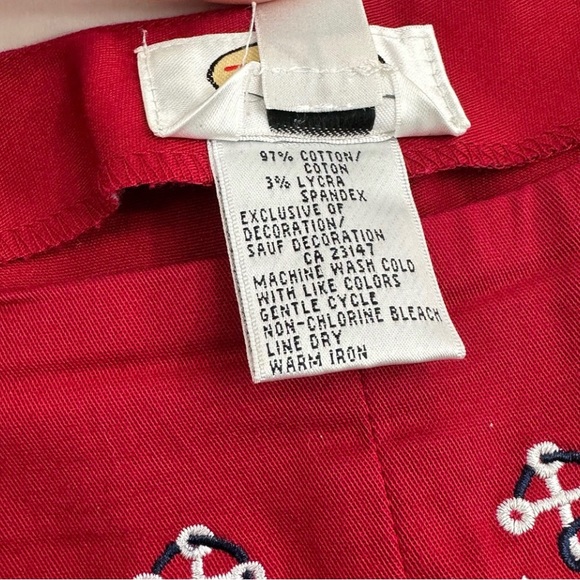 97% COTTON/
COTON
3% LYCRA
SPANDEX
EXCLUSIVE OF
DECORATION/
SAUF DECORATION
CA 23147
MACHINE WASH COLD
WITH LIKE COLORS
GENTLE CYCLE
NON-CHLORINE BLEACH
LINE DRY
WARM IRON